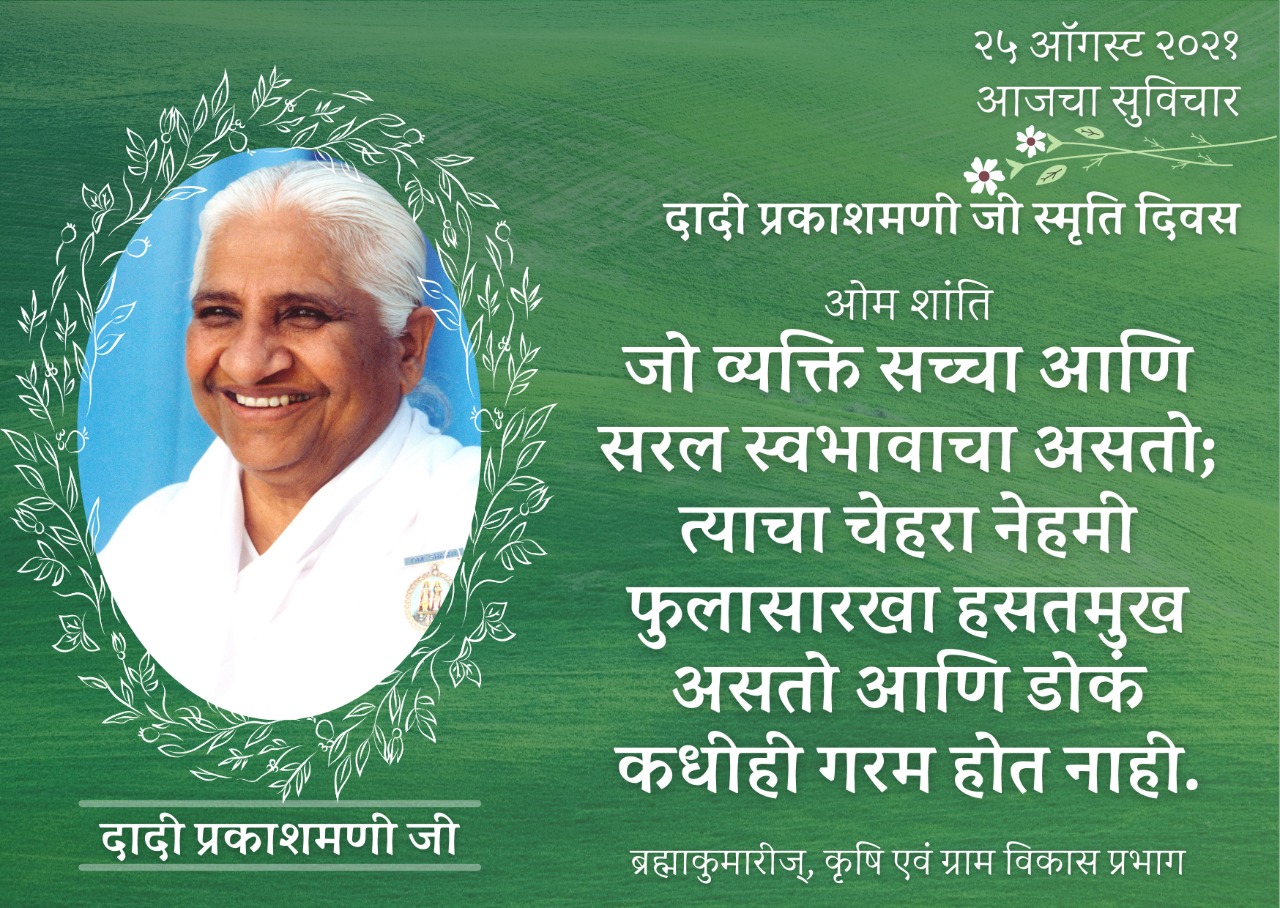 २५ ऑगस्ट २०२१
आजचा सुविचार
दादी प्रकाशमणी जी स्मृति दिवस
ओम शांति
जो व्यक्ति सच्चा आणि
सरल स्वभावाचा असतो;
त्याचा चेहरा नेहमी
फुलासारखा हसतमुख
असतो आणि डोकं
कधीही गरम होत नाही.
दादी प्रकाशमणी जी
ब्रह्माकुमारीज्, कृषि एवं ग्राम विकास प्रभाग